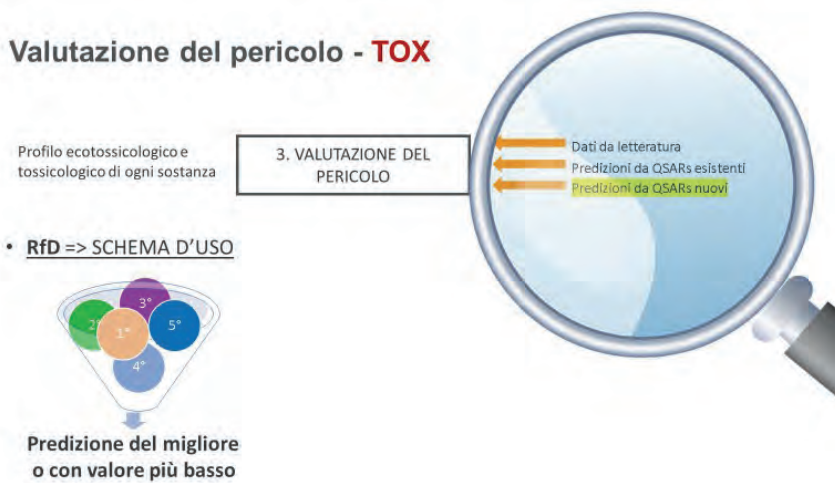 Valutazione del pericolo - TOX
Profilo ecotossicologico e
tossicologico di ogni sostanza
3. VALUTAZIONE DEL
PERICOLO
Dati da letteratura
Predizioni da QSARs esistenti
Predizioni da QSARs nuovi
• RfD => SCHEMA D'USO
3°
2°
1°
5°
4°
Predizione del migliore
o con valore più basso